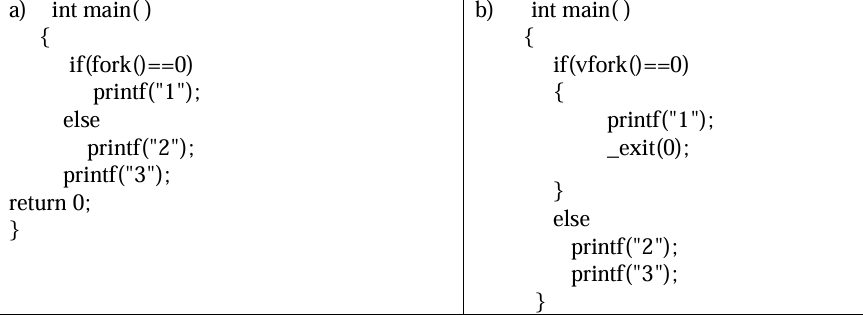 a) int main( )
{
if(fork()==0)
printf("1");
else
printf("2");
printf("3");
return 0;
}
b) int main( )
{
if(vfork()==0)
{
printf("1");
_exit(0);
}
else
printf("2");
printf("3");
}